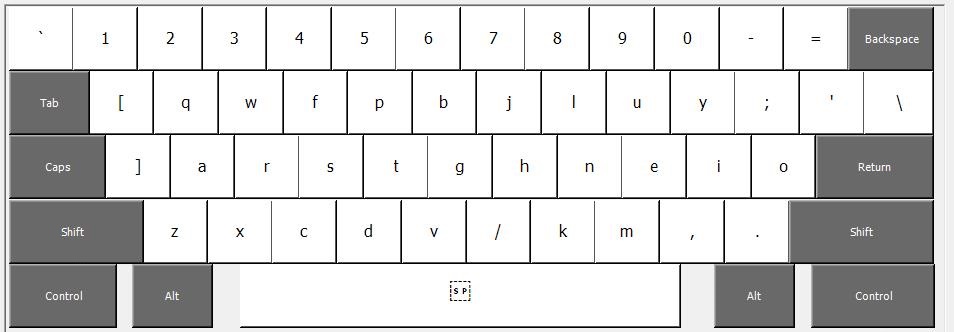 ` 1 2 3 4 5 6 7 8 9 0 - = Backspace
Tab [ q w f p b j l u y ; ' \
Caps ] a r s t g h n e i o Return
Shift z x c d v / k m , . Shift
Control Alt SP Alt Control